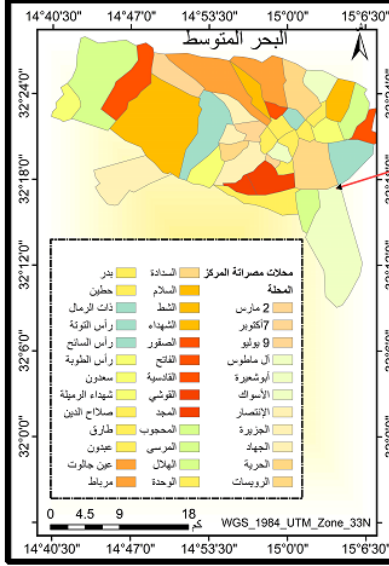 14°40'30"E 14°47'0"E 14°53'30"E 15°0'0"E 15°6'30"E
البحر المتوسط
32°24'0"N
32°18'0"N
32°12'0"N
32°6'0"N
32°0'0"N
محلات مصراتة المركز
المحلة
2 مارس
7أكتوبر
9 يوليو
آل ماطوس
أبوشعيرة
الأسواك
الإنتصار
الجزيرة
الجهاد
الحرية
الرويسات
السدادة
السلام
الشط
الشهداء
الصقور
الفاتح
القادسية
القوشي
المجد
المحجوب
المرسى
الهلال
الوحدة
بدر
حطين
ذات الرمال
رأس التوتة
رأس السائح
رأس الطوبة
سعدون
شهداء الرميلة
صلااح الدين
طارق
عبدون
عين جالوت
مرباط
0 4.5 9 18
كم
WGS_1984_UTM_Zone_33N
14°40'30"E 14°47'0"E 14°53'30"E 15°0'0"E 15°6'30"E